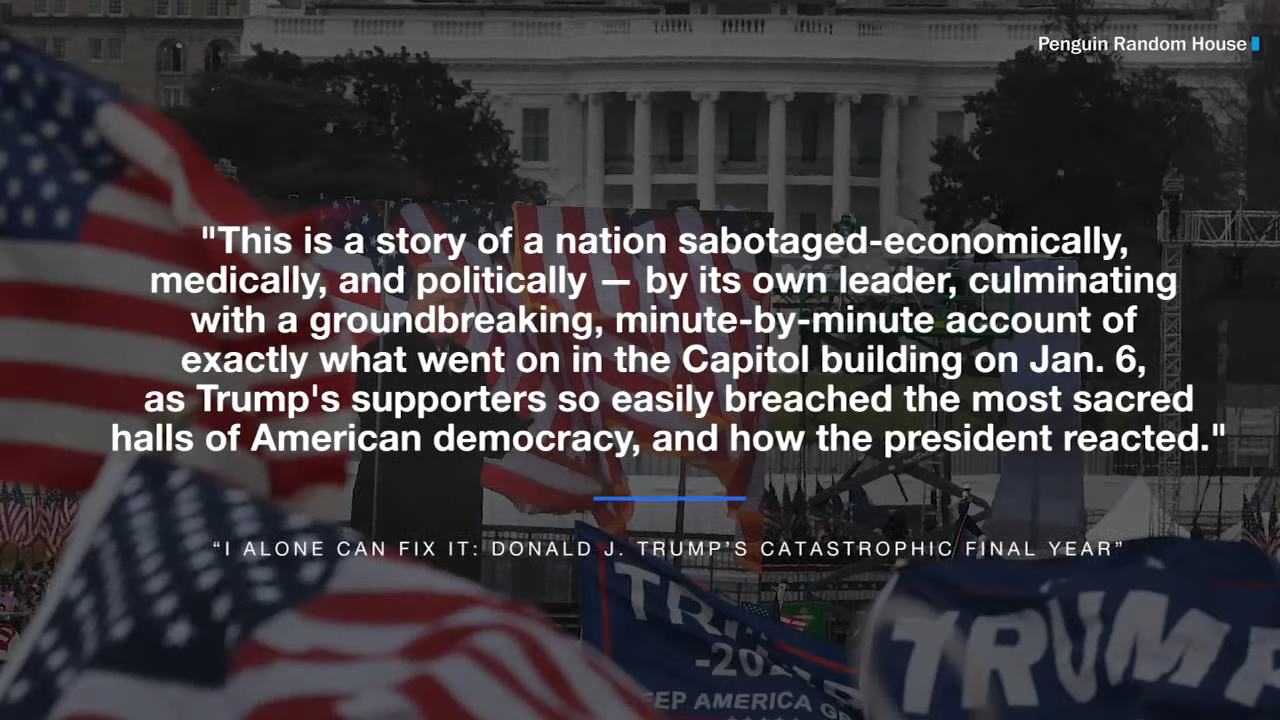 Penguin Random House
"This is a story of a nation sabotaged-economically,
medically, and politically — by its own leader, culminating
with a groundbreaking, minute-by-minute account of
exactly what went on in the Capitol building on Jan. 6,
as Trump's supporters so easily breached the most sacred
halls of American democracy, and how the president reacted."
“I ALONE CAN FIX IT: DONALD J. TRUMP’S CATASTROPHIC FINAL YEAR”
TRUMP
EEP AMERICA GR
TRUMP